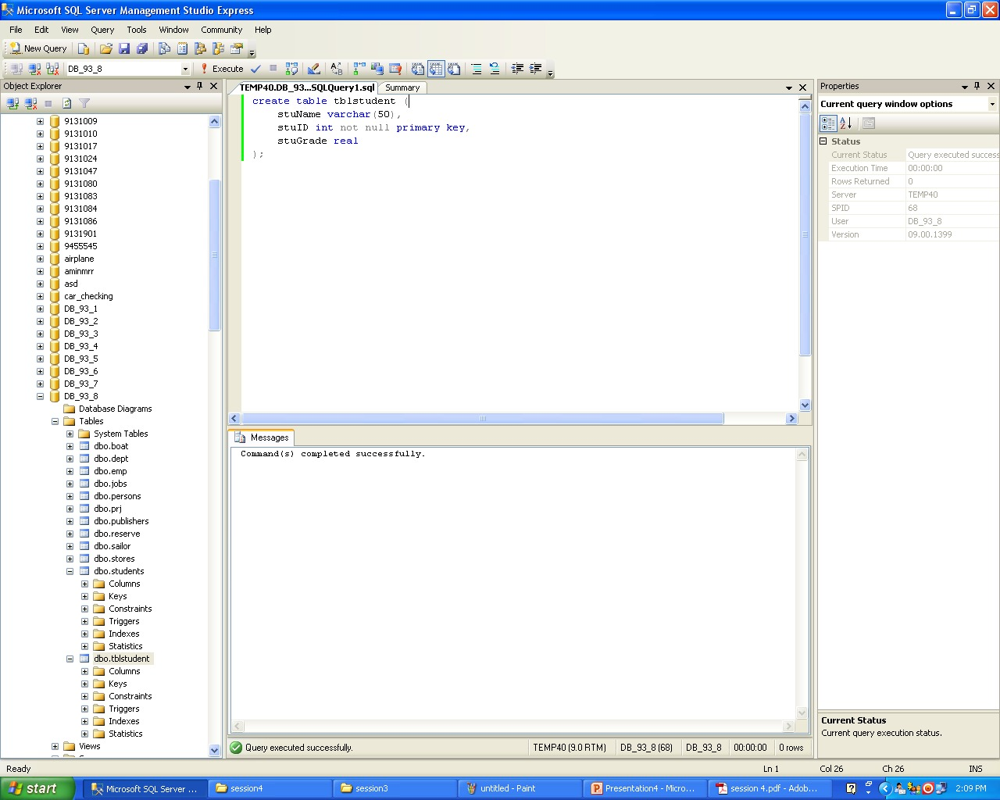 Microsoft SQL Server Management Studio Express
File Edit View Query Tools Window Community Help
New Query
DB_93_8 Execute
Object Explorer
9131009
9131010
9131017
9131024
9131047
9131080
9131083
9131084
9131086
9131901
9455545
airplane
aminmrr
asd
car_checking
DB_93_1
DB_93_2
DB_93_3
DB_93_4
DB_93_5
DB_93_6
DB_93_7
DB_93_8
Database Diagrams
Tables
System Tables
dbo.boat
dbo.dept
dbo.emp
dbo.jobs
dbo.persons
dbo.prj
dbo.publishers
dbo.reserve
dbo.sailor
dbo.stores
dbo.students
Columns
Keys
Constraints
Triggers
Indexes
Statistics
dbo.tblstudent
Columns
Keys
Constraints
Triggers
Indexes
Statistics
Views
TEMP40.DB_93...SQLQuery1.sql Summary
create table tblstudent (
stuName varchar(50),
stuID int not null primary key,
stuGrade real
);
Messages
Command(s) completed successfully.
Query executed successfully. TEMP40 (9.0 RTM) DB_93_8 (68) DB_93_8 00:00:00 0 rows
Properties
Current query window options
Status
Current Status Query executed success
Execution Time 00:00:00
Rows Returned 0
Server TEMP40
SPID 68
User DB_93_8
Version 09.00.1399
Current Status
Current query execution status.
Ready Ln 1 Col 26 Ch 26 INS
start Microsoft SQL Server ... session4 session3 untitled - Paint Presentation4 - Micro... session 4.pdf - Adob... 2:09 PM